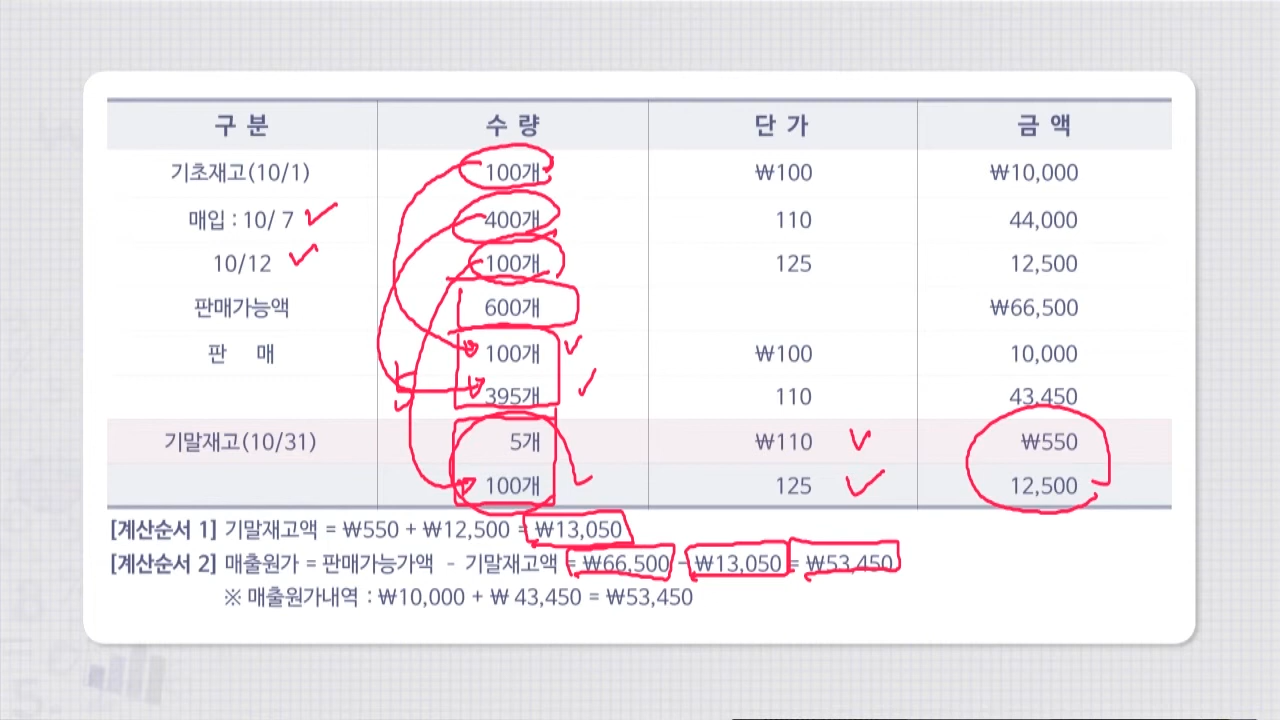 구 분 수 량 단 가 금 액
기초재고(10/1) 100개 ₩100 ₩10,000
매입 : 10/ 7 400개 110 44,000
10/12 100개 125 12,500
판매가능액 600개 ₩66,500
판 매 100개 ₩100 10,000
395개 110 43,450
기말재고(10/31) 5개 ₩110 ₩550
100개 125 12,500
[계산순서 1] 기말재고액 = ₩550 + ₩12,500 = ₩13,050
[계산순서 2] 매출원가 = 판매가능가액 - 기말재고액 = ₩66,500 - ₩13,050 = ₩53,450
※ 매출원가내역 : ₩10,000 + ₩ 43,450 = ₩53,450